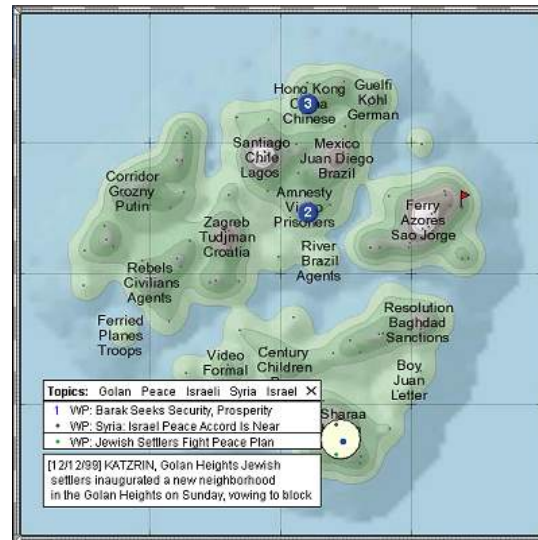 Hong Kong
China
Chinese
3
Guelfi
Kohl
German
Santiago
Chile
Lagos
Mexico
Juan Diego
Brazil
Corridor
Grozny
Putin
Amnesty
Video
Prisoners
2
Ferry
Azores
Sao Jorge
Zagreb
Tudjman
Croatia
River
Brazil
Agents
Rebels
Civilians
Agents
Ferried
Planes
Troops
Resolution
Baghdad
Sanctions
Video
Formal
Century
Children
Boy
Juan
Letter
Topics: Golan Peace Israeli Syria Israel X
1 WP: Barak Seeks Security, Prosperity
WP: Syria: Israel Peace Accord Is Near
WP: Jewish Settlers Fight Peace Plan
Sharaa
[12/12/99] KATZRIN, Golan Heights Jewish
settlers inaugurated a new neighborhood
in the Golan Heights on Sunday, vowing to block